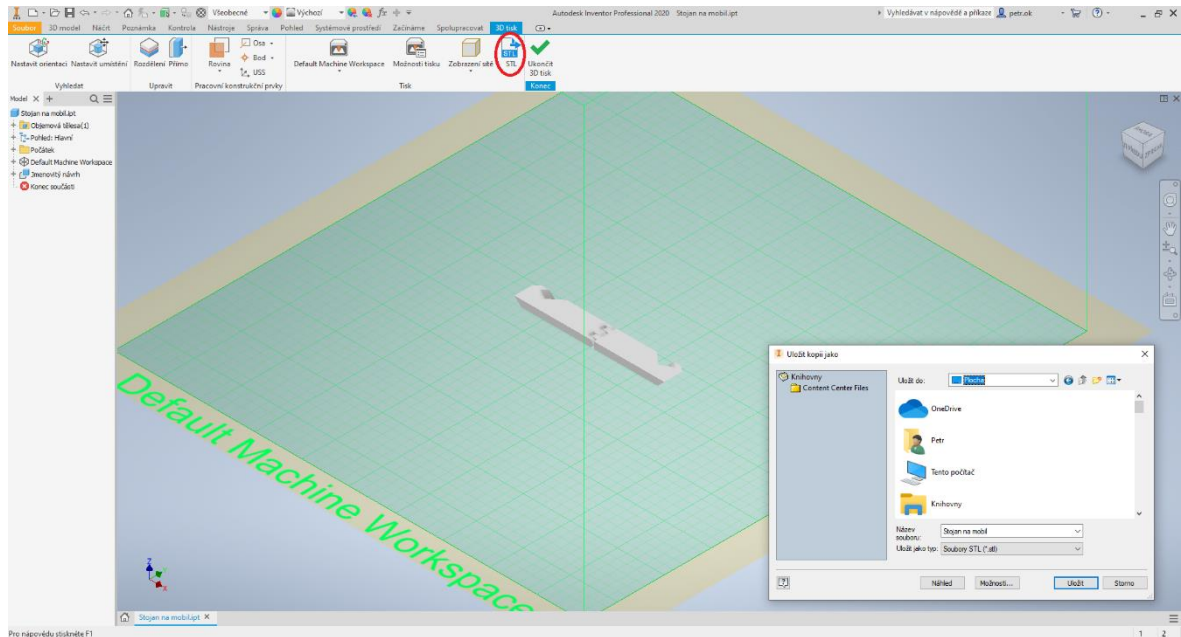 Všeobecné Výchozí Autodesk Inventor Professional 2020 Stojan na mobil.ipt Vyhledávat v nápovědě a příkaze petr.ok
Soubor 3D model Náčrt Poznámka Kontrola Nástroje Správa Pohled Systémové prostředí Začínáme Spolupracovat 3D tisk
Nastavit orientaci Nastavit umístění Rozdělení Přímo Rovina Osa Bod USS Default Machine Workspace Možnosti tisku Zobrazení sítě STL STL Ukončit 3D tisk
Vyhledat Upravit Pracovní konstrukční prvky Tisk Konec
Model
Stojan na mobil.ipt
Objemová tělesa(1)
Pohled: Hlavní
Počátek
Default Machine Workspace
Jmenovitý návrh
Konec součásti
Default Machine Workspace
Uložit kopii jako
Knihovny
Content Center Files
Uložit do: Plocha
OneDrive
Petr
Tento počítač
Knihovny
Název souboru: Stojan na mobil
Uložit jako typ: Soubory STL (*.stl)
Náhled Možnosti... Uložit Storno
Z
X
Stojan na mobil.ipt
Pro nápovědu stiskněte F1
1 2